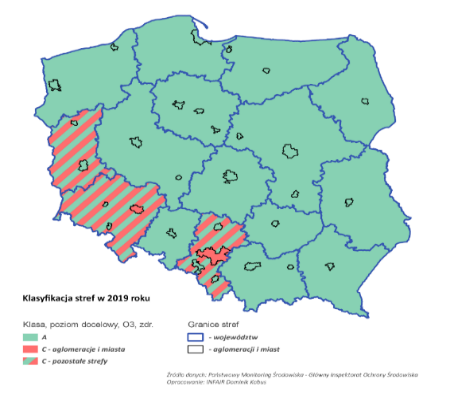 Klasyfikacja stref w 2019 roku
Klasa, poziom docelowy, O3, zdr.
A
C - aglomeracje i miasta
C - pozostałe strefy
Granice stref
- województw
- aglomeracji i miast
Źródło danych: Państwowy Monitoring Środowiska - Główny Inspektorat Ochrony Środowiska
Opracowanie: INFAIR Dominik Kobus